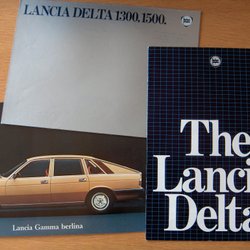 LANCIA DELTA 1300.1500.
Lancia Gamma berlina
The
Lancia
Delta